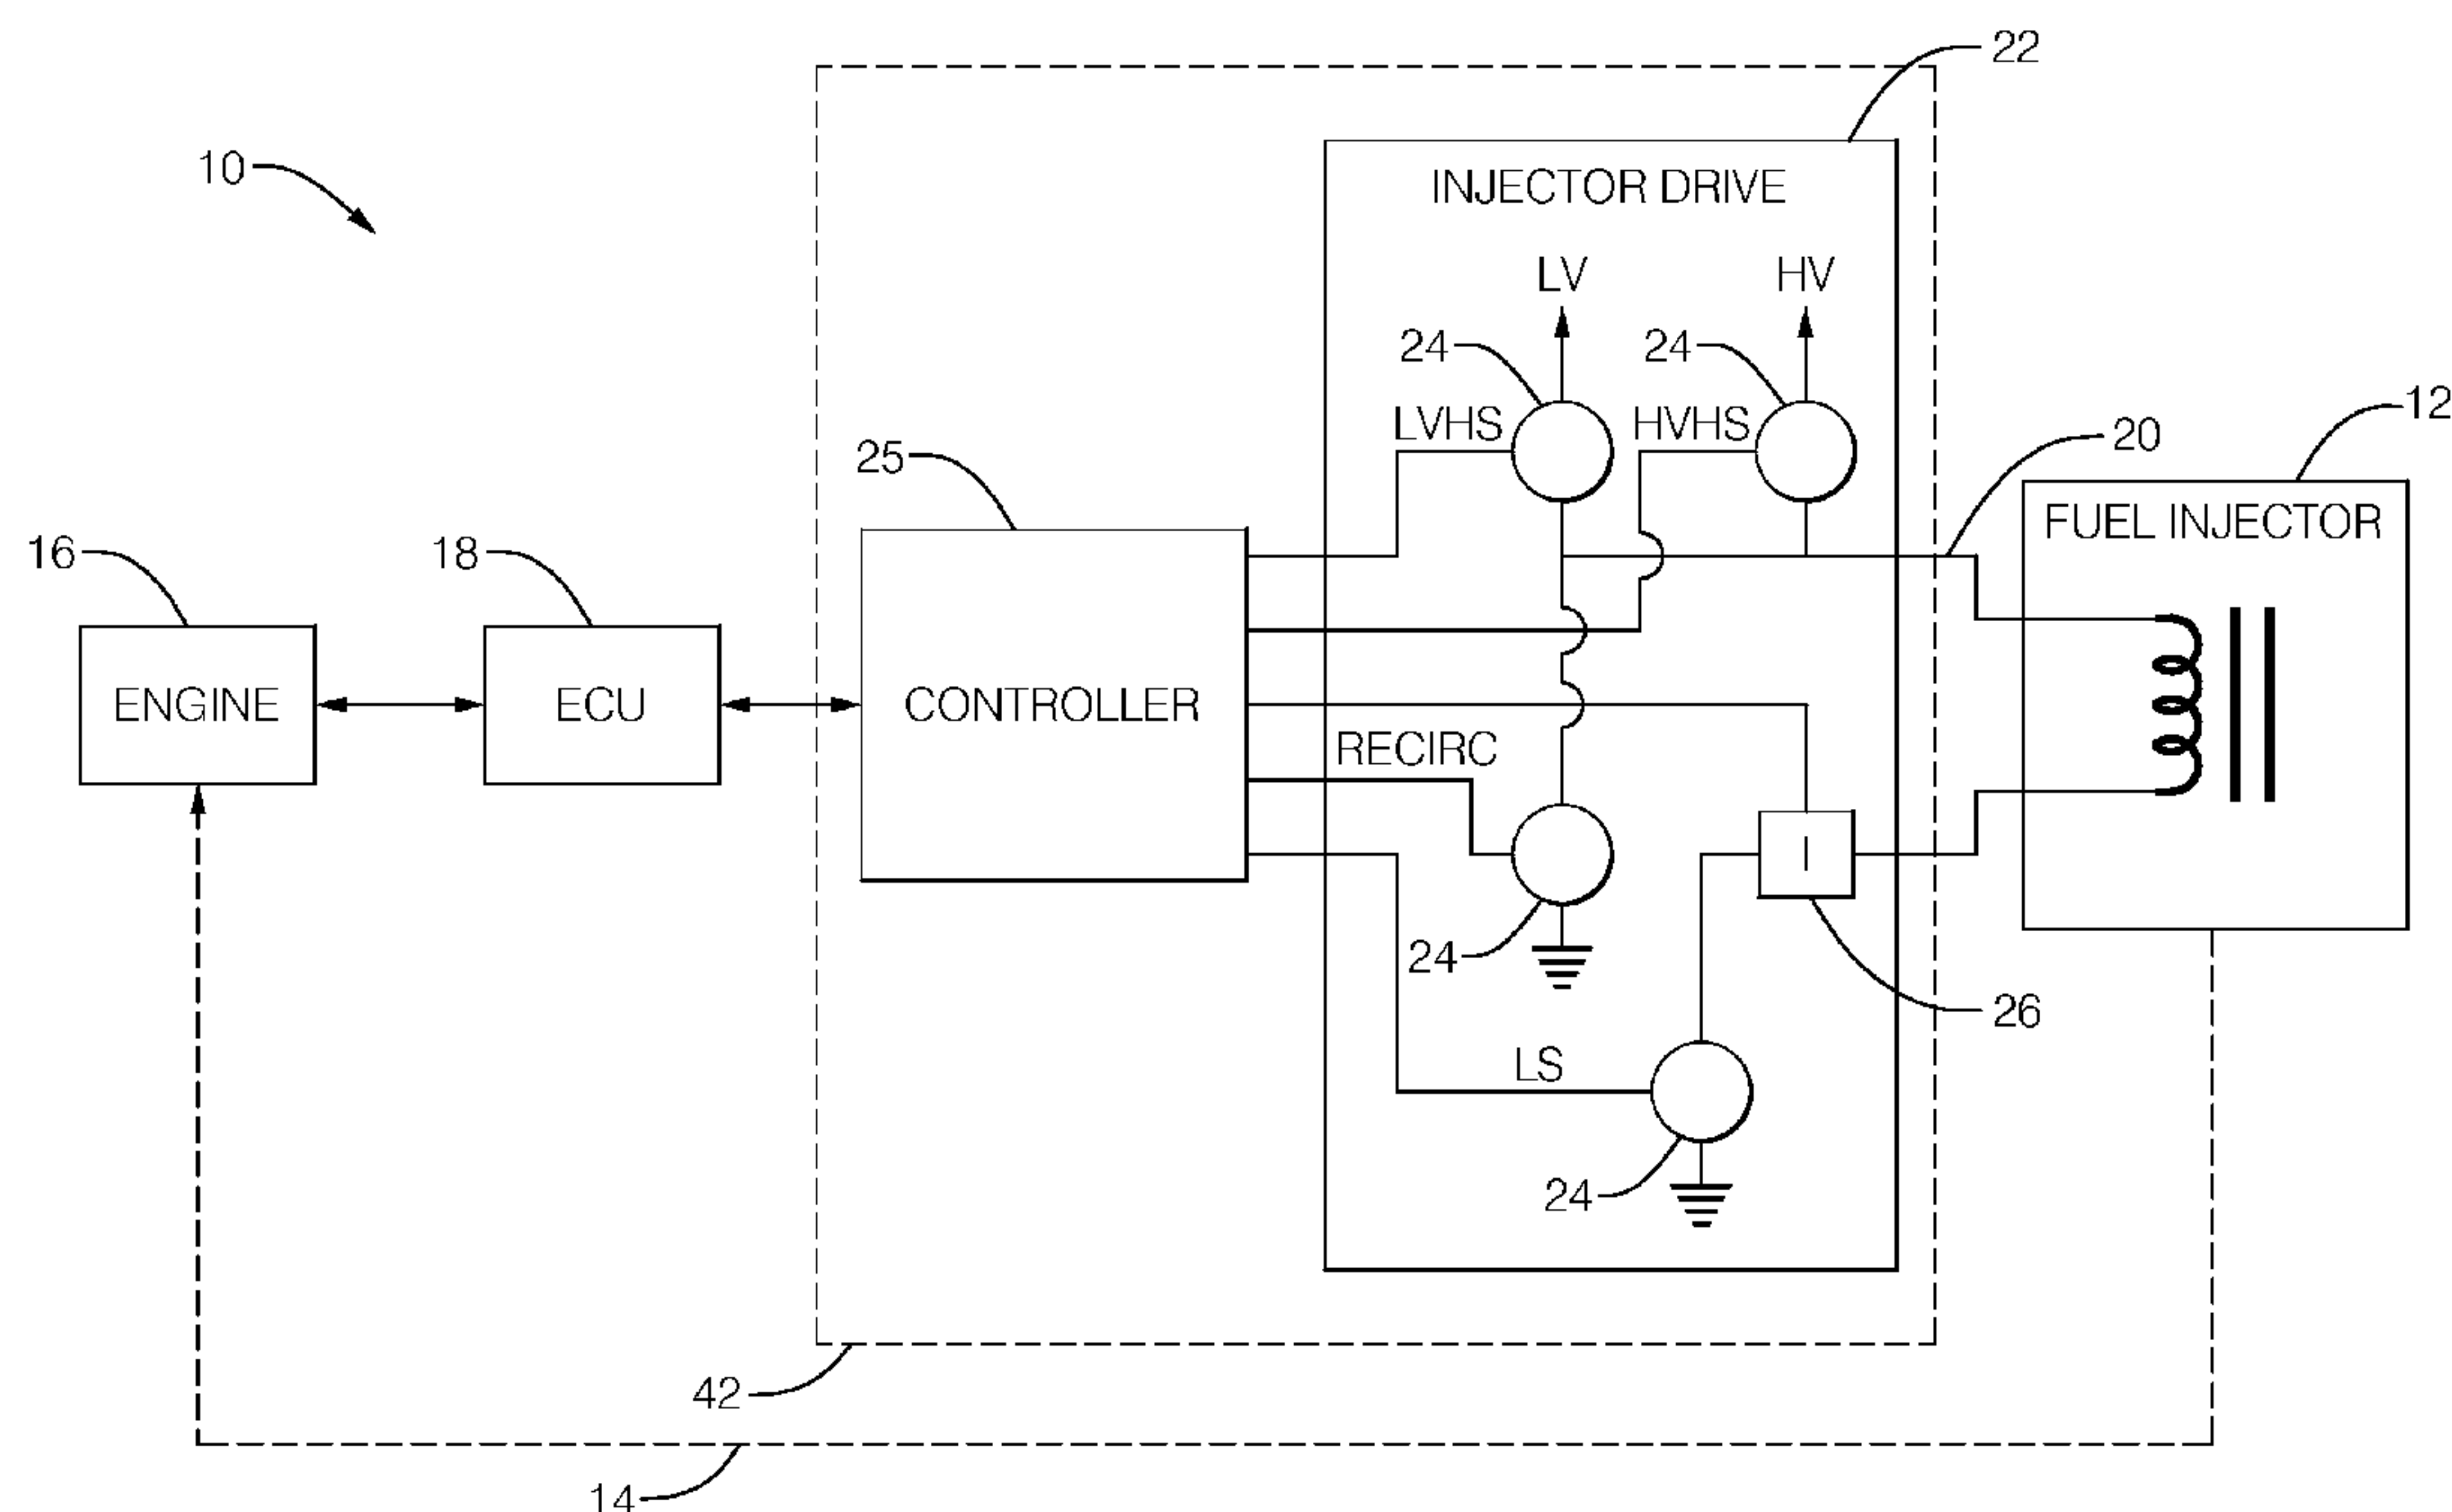 22
10
INJECTOR DRIVE
LV
HV
24
24
12
LVHS
HVHS
20
25
FUEL INJECTOR
16
18
ENGINE
ECU
CONTROLLER
RECIRC
I
24
26
LS
24
42
14